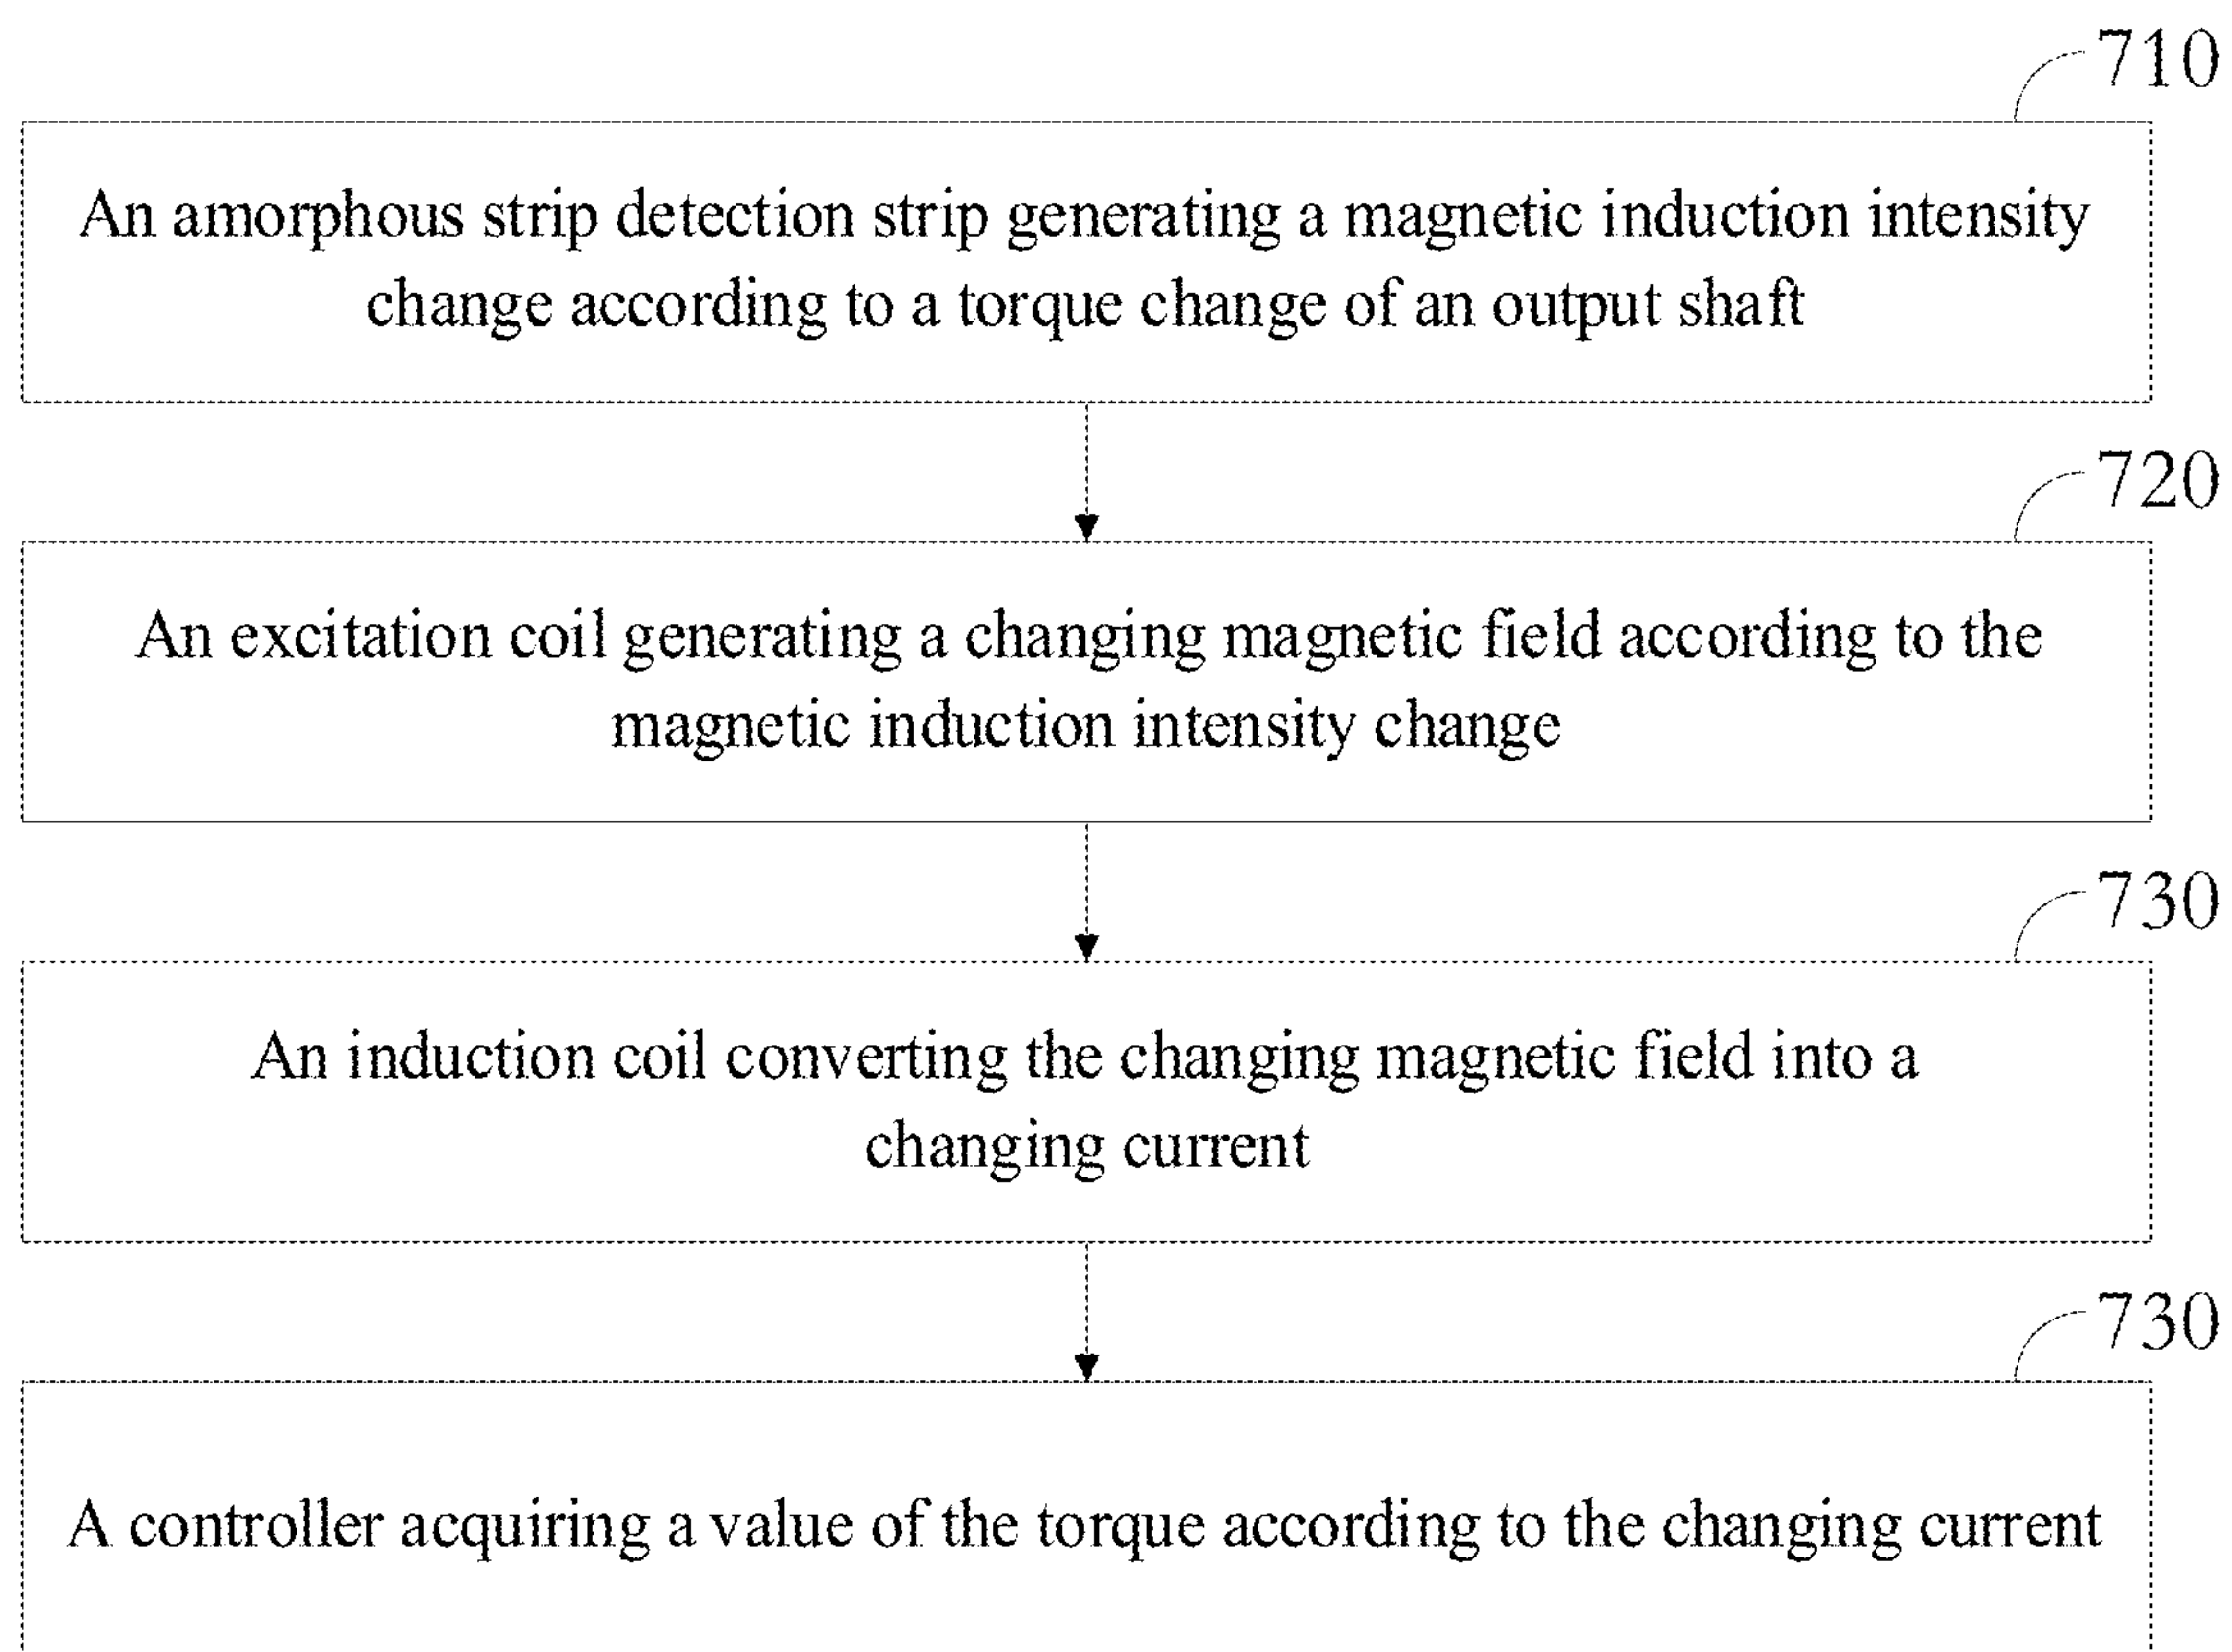 710
An amorphous strip detection strip generating a magnetic induction intensity
change according to a torque change of an output shaft
720
An excitation coil generating a changing magnetic field according to the
magnetic induction intensity change
730
An induction coil converting the changing magnetic field into a
changing current
730
A controller acquiring a value of the torque according to the changing current